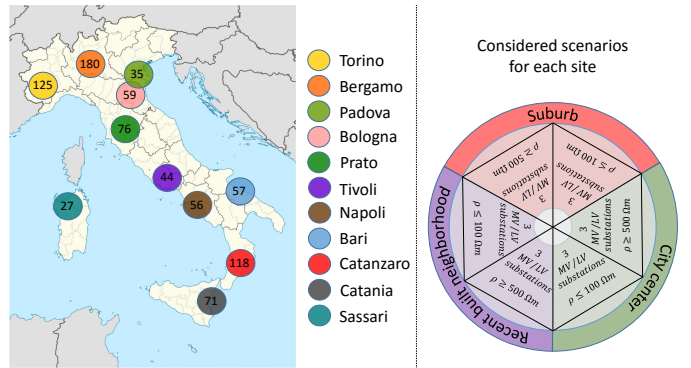 125
180
35
59
76
44
56
57
27
118
71
Torino
Bergamo
Padova
Bologna
Prato
Tivoli
Napoli
Bari
Catanzaro
Catania
Sassari
Considered scenarios
for each site
Suburb
City center
Recent built neighborhood
ρ ≥ 500 Ωm
3
MV/LV
substations
ρ ≤ 100 Ωm
3
MV/LV
substations
ρ ≥ 500 Ωm
3
MV/LV
substations
ρ ≤ 100 Ωm
3
MV/LV
substations
ρ ≥ 500 Ωm
3
MV/LV
substations
ρ ≤ 100 Ωm
3
MV/LV
substations